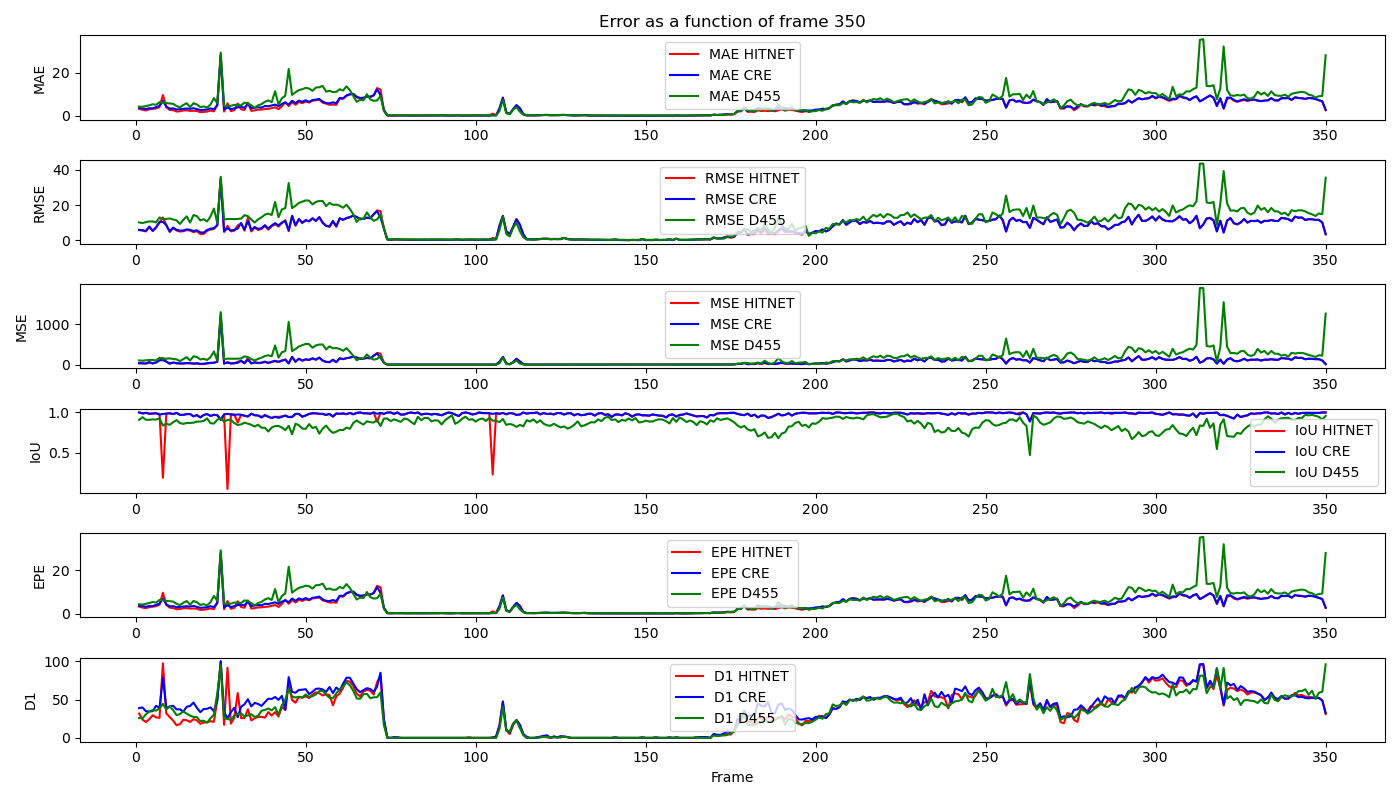 Error as a function of frame 350
MAE
20
0
MAE HITNET
MAE CRE
MAE D455
0 50 100 150 200 250 300 350
RMSE
40
20
0
RMSE HITNET
RMSE CRE
RMSE D455
0 50 100 150 200 250 300 350
MSE
1000
0
MSE HITNET
MSE CRE
MSE D455
0 50 100 150 200 250 300 350
IoU
1.0
0.5
IoU HITNET
IoU CRE
IoU D455
0 50 100 150 200 250 300 350
EPE
20
0
EPE HITNET
EPE CRE
EPE D455
0 50 100 150 200 250 300 350
D1
100
50
0
D1 HITNET
D1 CRE
D1 D455
0 50 100 150 200 250 300 350
Frame